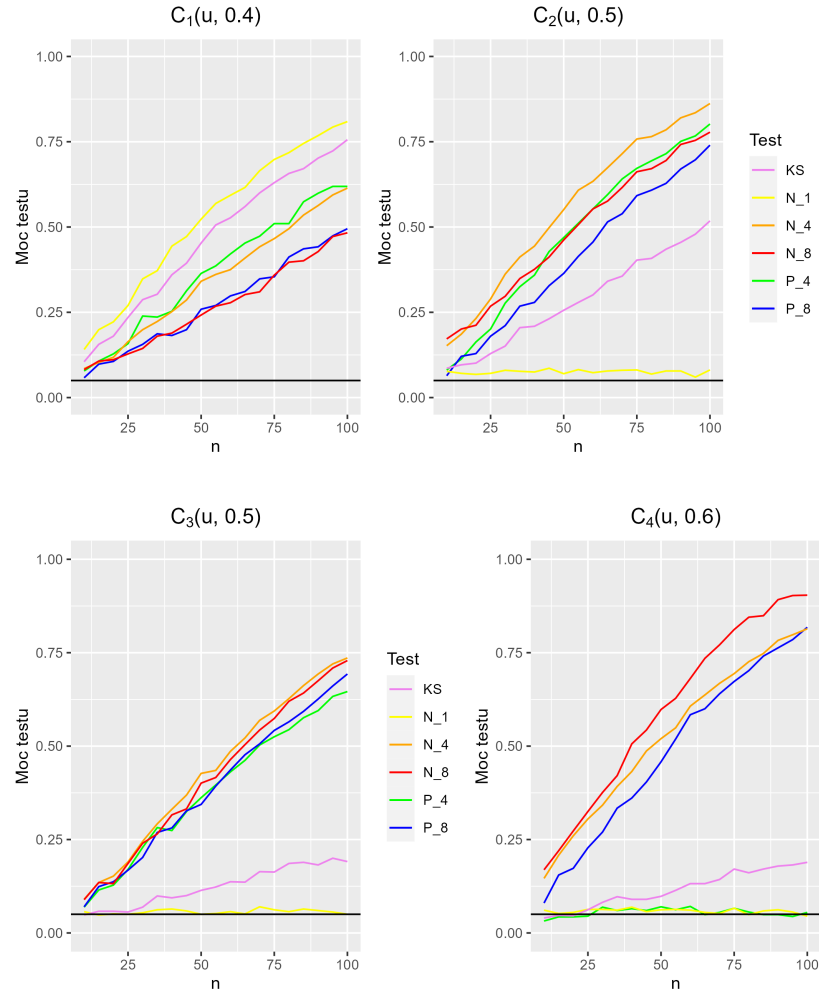 C₁(u, 0.4)
C₂(u, 0.5)
Moc testu
1.00
0.75
0.50
0.25
0.00
25
50
75
100
n
Moc testu
1.00
0.75
0.50
0.25
0.00
25
50
75
100
n
Test
KS
N_1
N_4
N_8
P_4
P_8
C₃(u, 0.5)
C₄(u, 0.6)
Moc testu
1.00
0.75
0.50
0.25
0.00
25
50
75
100
n
Test
KS
N_1
N_4
N_8
P_4
P_8
Moc testu
1.00
0.75
0.50
0.25
0.00
25
50
75
100
n